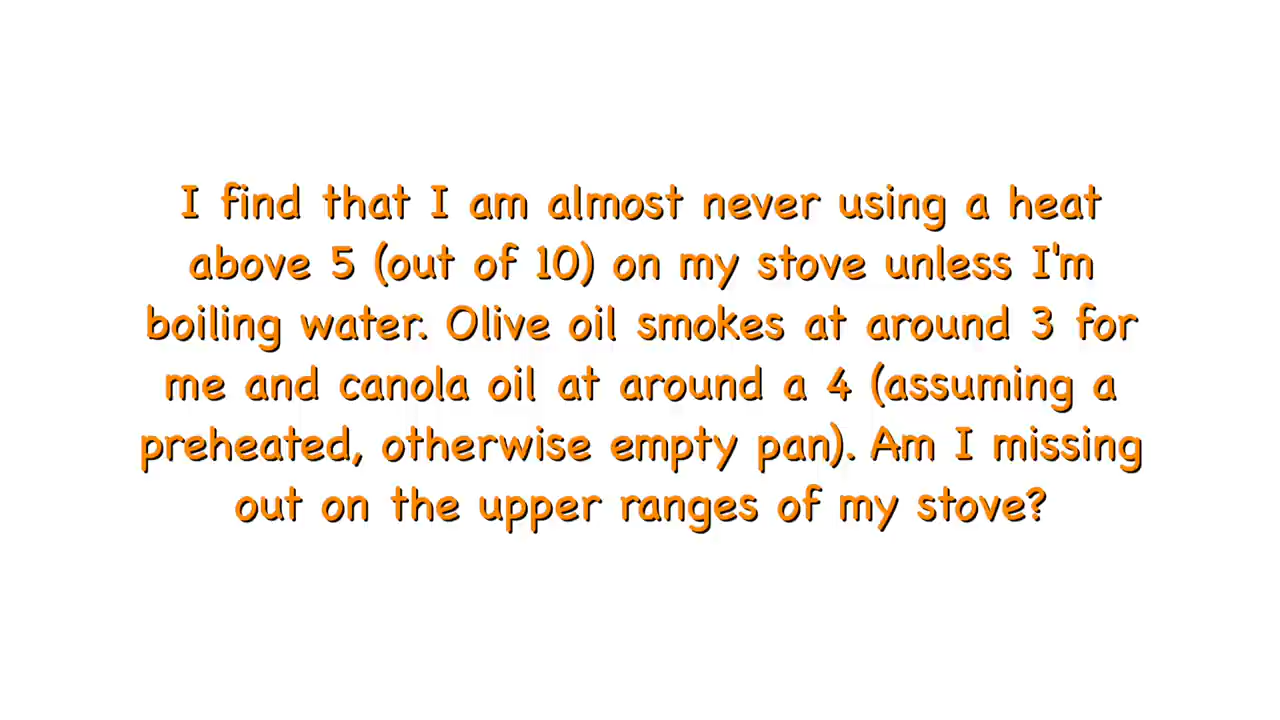 I find that I am almost never using a heat
above 5 (out of 10) on my stove unless I'm
boiling water. Olive oil smokes at around 3 for
me and canola oil at around a 4 (assuming a
preheated, otherwise empty pan). Am I missing
out on the upper ranges of my stove?